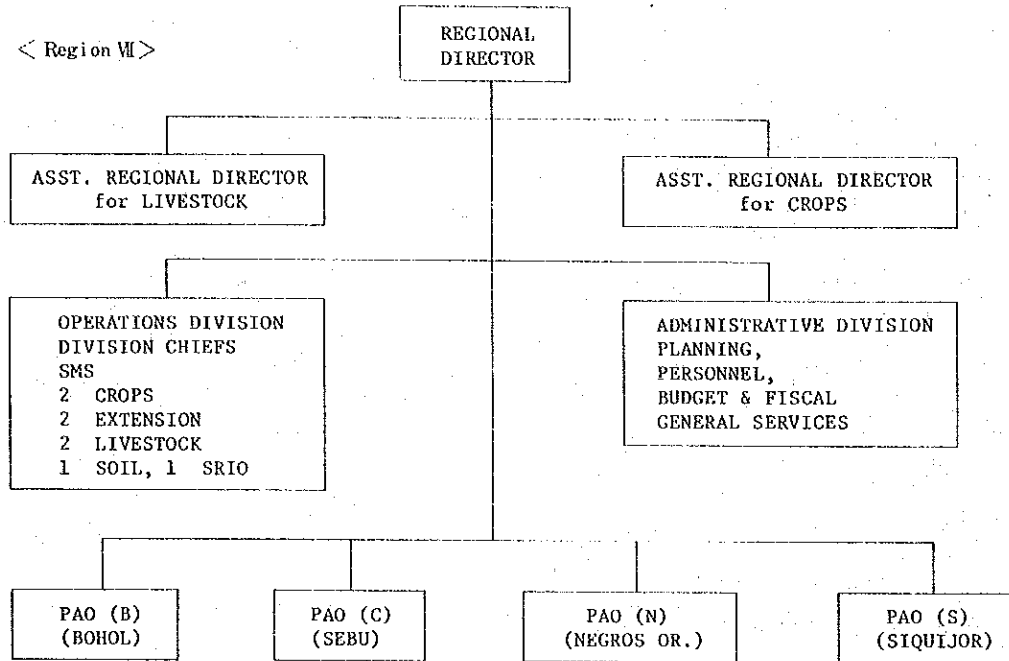 < Region Ⅶ>
REGIONAL
DIRECTOR
ASST. REGIONAL DIRECTOR
for LIVESTOCK
ASST. REGIONAL DIRECTOR
for CROPS
OPERATIONS DIVISION
DIVISION CHIEFS
SMS
2 CROPS
2 EXTENSION
2 LIVESTOCK
1 SOIL, 1 SRIO
ADMINISTRATIVE DIVISION
PLANNING,
PERSONNEL,
BUDGET & FISCAL
GENERAL SERVICES
PAO (B)
(BOHOL)
PAO (C)
(SEBU)
PAO (N)
(NEGROS OR.)
PAO (S)
(SIQUIJOR)